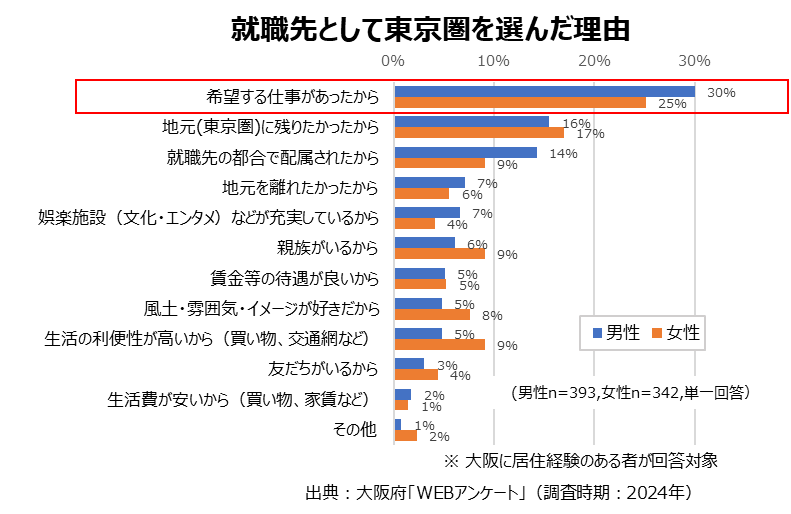 就職先として東京圏を選んだ理由
0% 10% 20% 30%
希望する仕事があったから 30% 25%
地元(東京圏)に残りたかったから 16% 17%
就職先の都合で配属されたから 14% 9%
地元を離れたかったから 7% 6%
娯楽施設（文化・エンタメ）などが充実しているから 7% 4%
親族がいるから 6% 9%
賃金等の待遇が良いから 5% 5%
風土・雰囲気・イメージが好きだから 5% 8%
生活の利便性が高いから（買い物、交通網など） 5% 9%
友だちがいるから 3% 4%
生活費が安いから（買い物、家賃など） 2% 1%
その他 1% 2%
男性 女性
(男性n=393,女性n=342,単一回答)
※ 大阪に居住経験のある者が回答対象
出典：大阪府「WEBアンケート」（調査時期：2024年）